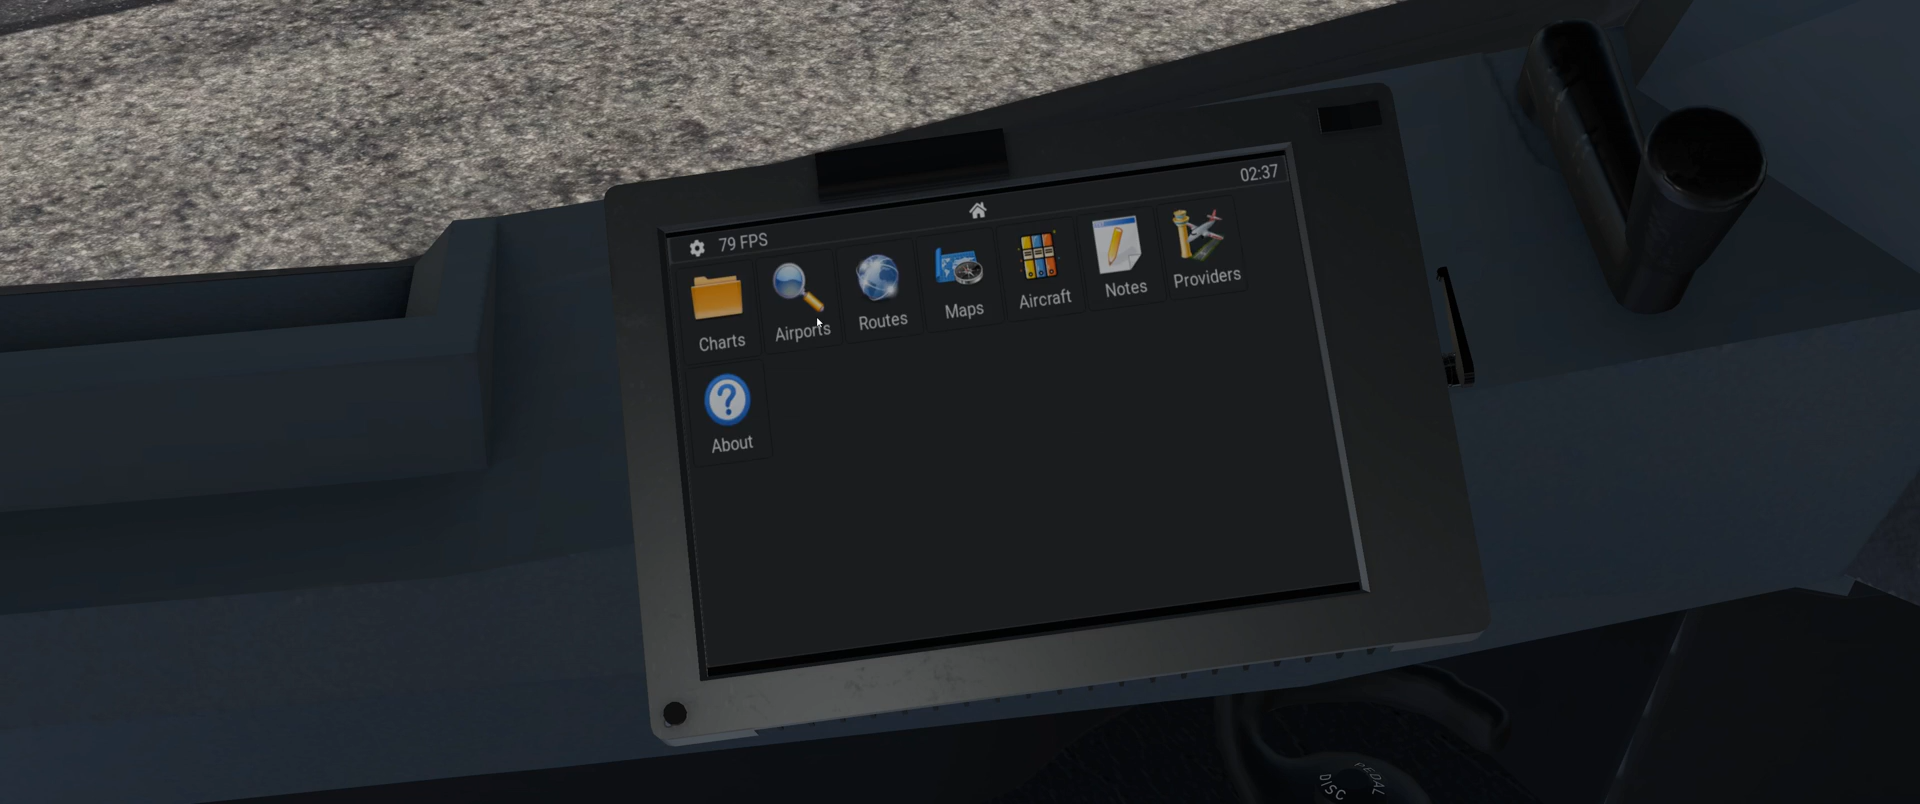 02:37
79 FPS
Charts
Airports
Routes
Maps
Aircraft
Notes
Providers
About
PEDAL
DISC